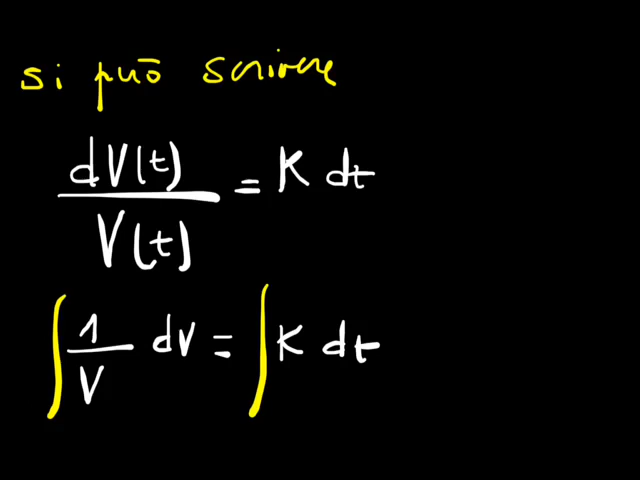 si può scrivere
dV(t)/V(t) = K dt
∫ 1/V dV = ∫ K dt